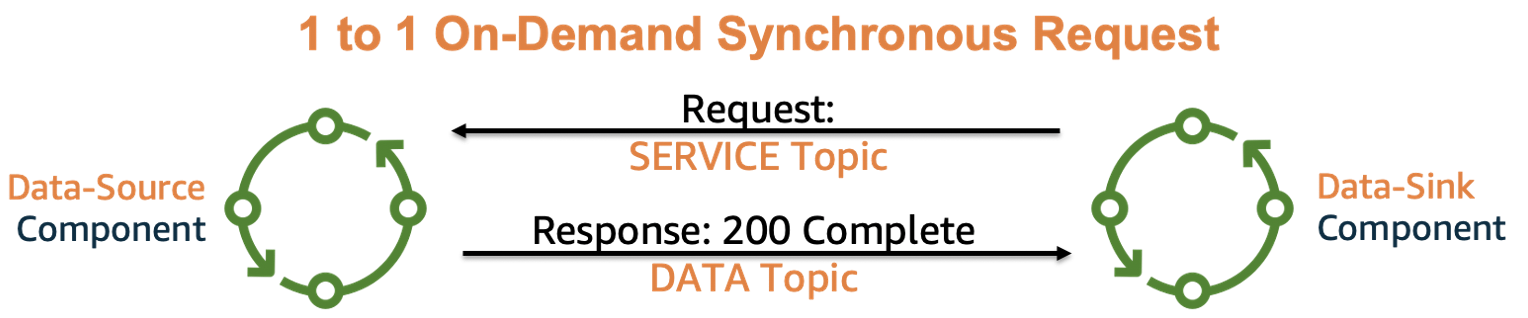 1 to 1 On-Demand Synchronous Request
Request:
SERVICE Topic
Data-Source
Component
Response: 200 Complete
DATA Topic
Data-Sink
Component